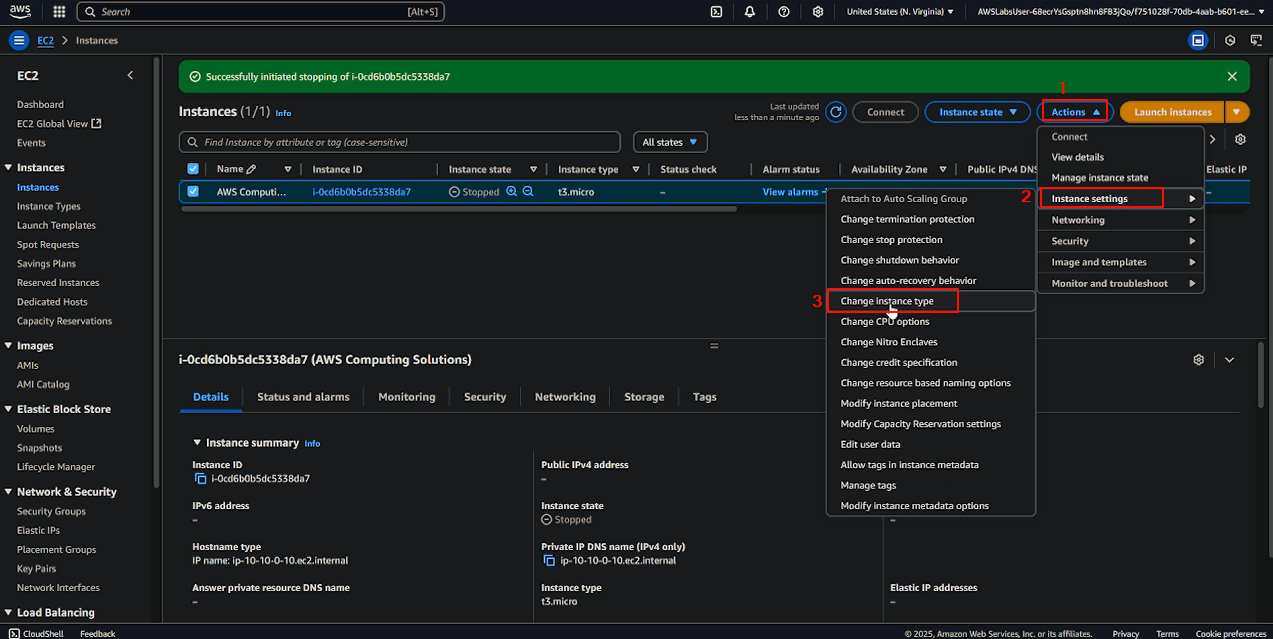 aws
Search [Alt+S]
United States (N. Virginia)
AWSLabsUser-68ecrYsGsptn8hn8FB3jQo/f751028f-70db-4aab-b601-ee...
EC2 > Instances
EC2
Dashboard
EC2 Global View
Events
Instances
Instances
Instance Types
Launch Templates
Spot Requests
Savings Plans
Reserved Instances
Dedicated Hosts
Capacity Reservations
Images
AMIs
AMI Catalog
Elastic Block Store
Volumes
Snapshots
Lifecycle Manager
Network & Security
Security Groups
Elastic IPs
Placement Groups
Key Pairs
Network Interfaces
Load Balancing
Successfully initiated stopping of i-0cd6b0b5dc5338da7
Instances (1/1) Info
Last updated
less than a minute ago
Connect
Instance state
1
Actions
Launch instances
Find Instance by attribute or tag (case-sensitive)
All states
Name Instance ID Instance state Instance type Status check Alarm status Availability Zone Public IPv4 DNS Elastic IP
AWS Computi... i-0cd6b0b5dc5338da7 Stopped t3.micro – View alarms –
Connect
View details
Manage instance state
2
Instance settings
Networking
Security
Image and templates
Monitor and troubleshoot
Attach to Auto Scaling Group
Change termination protection
Change stop protection
Change shutdown behavior
Change auto-recovery behavior
3
Change instance type
Change CPU options
Change Nitro Enclaves
Change credit specification
Change resource based naming options
Modify instance placement
Modify Capacity Reservation settings
Edit user data
Allow tags in instance metadata
Manage tags
Modify instance metadata options
i-0cd6b0b5dc5338da7 (AWS Computing Solutions)
Details Status and alarms Monitoring Security Networking Storage Tags
Instance summary Info
Instance ID
i-0cd6b0b5dc5338da7
Public IPv4 address
–
IPv6 address
–
Instance state
Stopped
–
Hostname type
IP name: ip-10-10-0-10.ec2.internal
Private IP DNS name (IPv4 only)
ip-10-10-0-10.ec2.internal
Answer private resource DNS name
–
Instance type
t3.micro
Elastic IP addresses
–
CloudShell Feedback
© 2025, Amazon Web Services, Inc. or its affiliates. Privacy Terms Cookie preferences